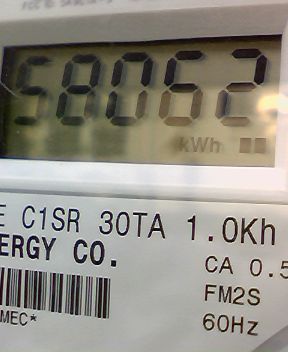 58062
kWh
E C1SR 30TA 1.0Kh
ERGY CO.
CA 0.5
FM2S
MEC*
60Hz